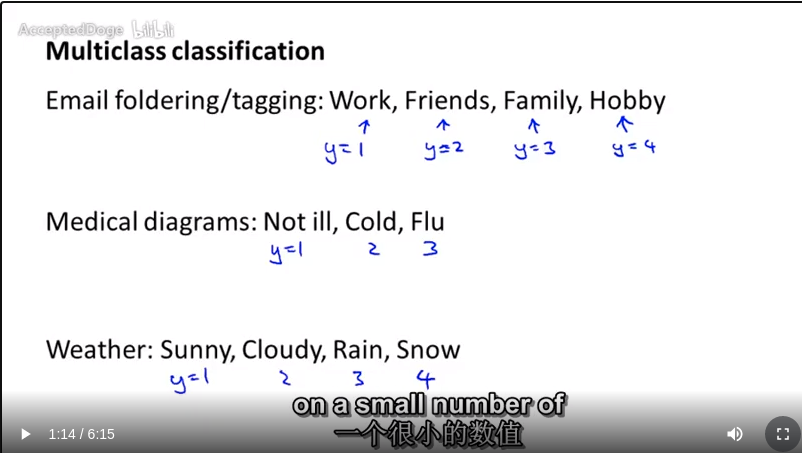 AcceptedDoge bilibili
Multiclass classification
Email foldering/tagging: Work, Friends, Family, Hobby
y=1 y=2 y=3 y=4
Medical diagrams: Not ill, Cold, Flu
y=1 2 3
Weather: Sunny, Cloudy, Rain, Snow
y=1 2 3 4
on a small number of
一个很小的数值
1:14 / 6:15